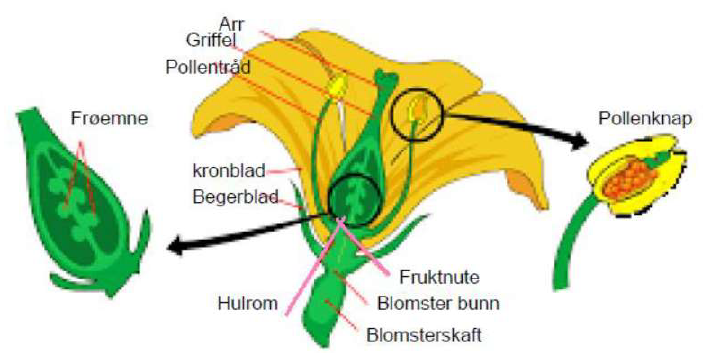 Arr
Griffel
Pollentråd
Frøemne
Pollenknap
kronblad
Begerblad
Fruktnute
Hulrom
Blomster bunn
Blomsterskaft